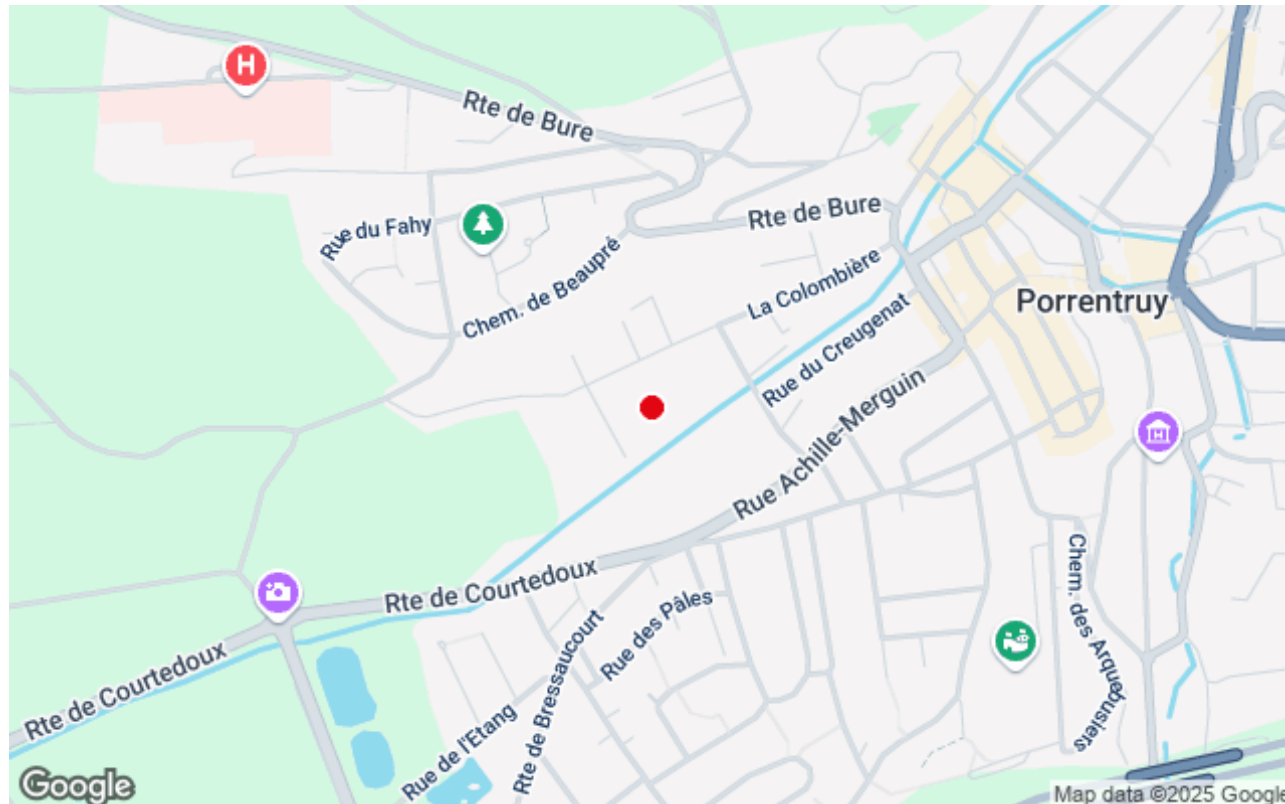 H
Rte de Bure
Rue du Fahy
Rte de Bure
Chem. de Beaupré
La Colombière
Porrentruy
Rue du Creugenat
Rue Achille-Merguin
H
Rte de Courtedoux
Chem. des Arquebusiers
Rue des Pâles
Rte de Bressaucourt
Rte de Courtedoux
Rue de l'Etang
Google
Map data ©2025 Google